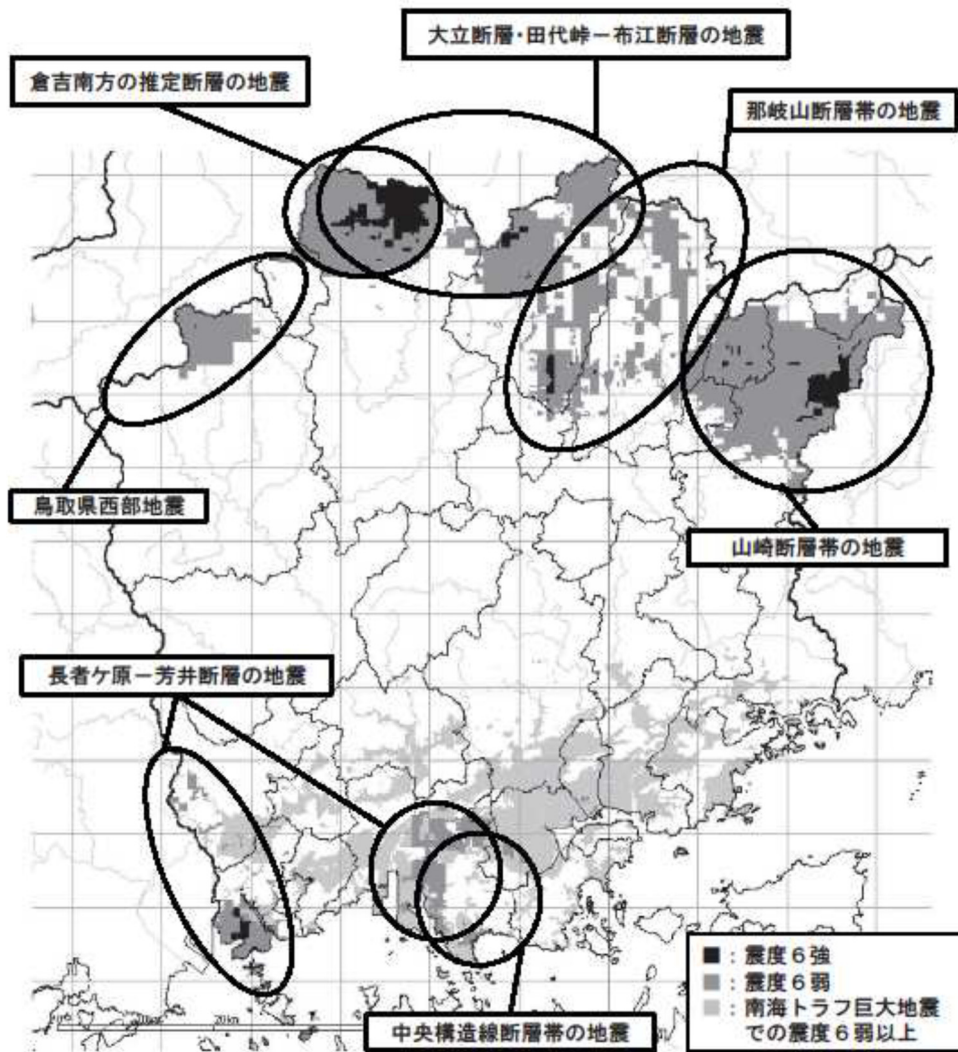 大立断層・田代峠－布江断層の地震
倉吉南方の推定断層の地震
那岐山断層帯の地震
鳥取県西部地震
山崎断層帯の地震
長者ケ原－芳井断層の地震
■：震度６強
■：震度６弱
■：南海トラフ巨大地震
での震度６弱以上
中央構造線断層帯の地震